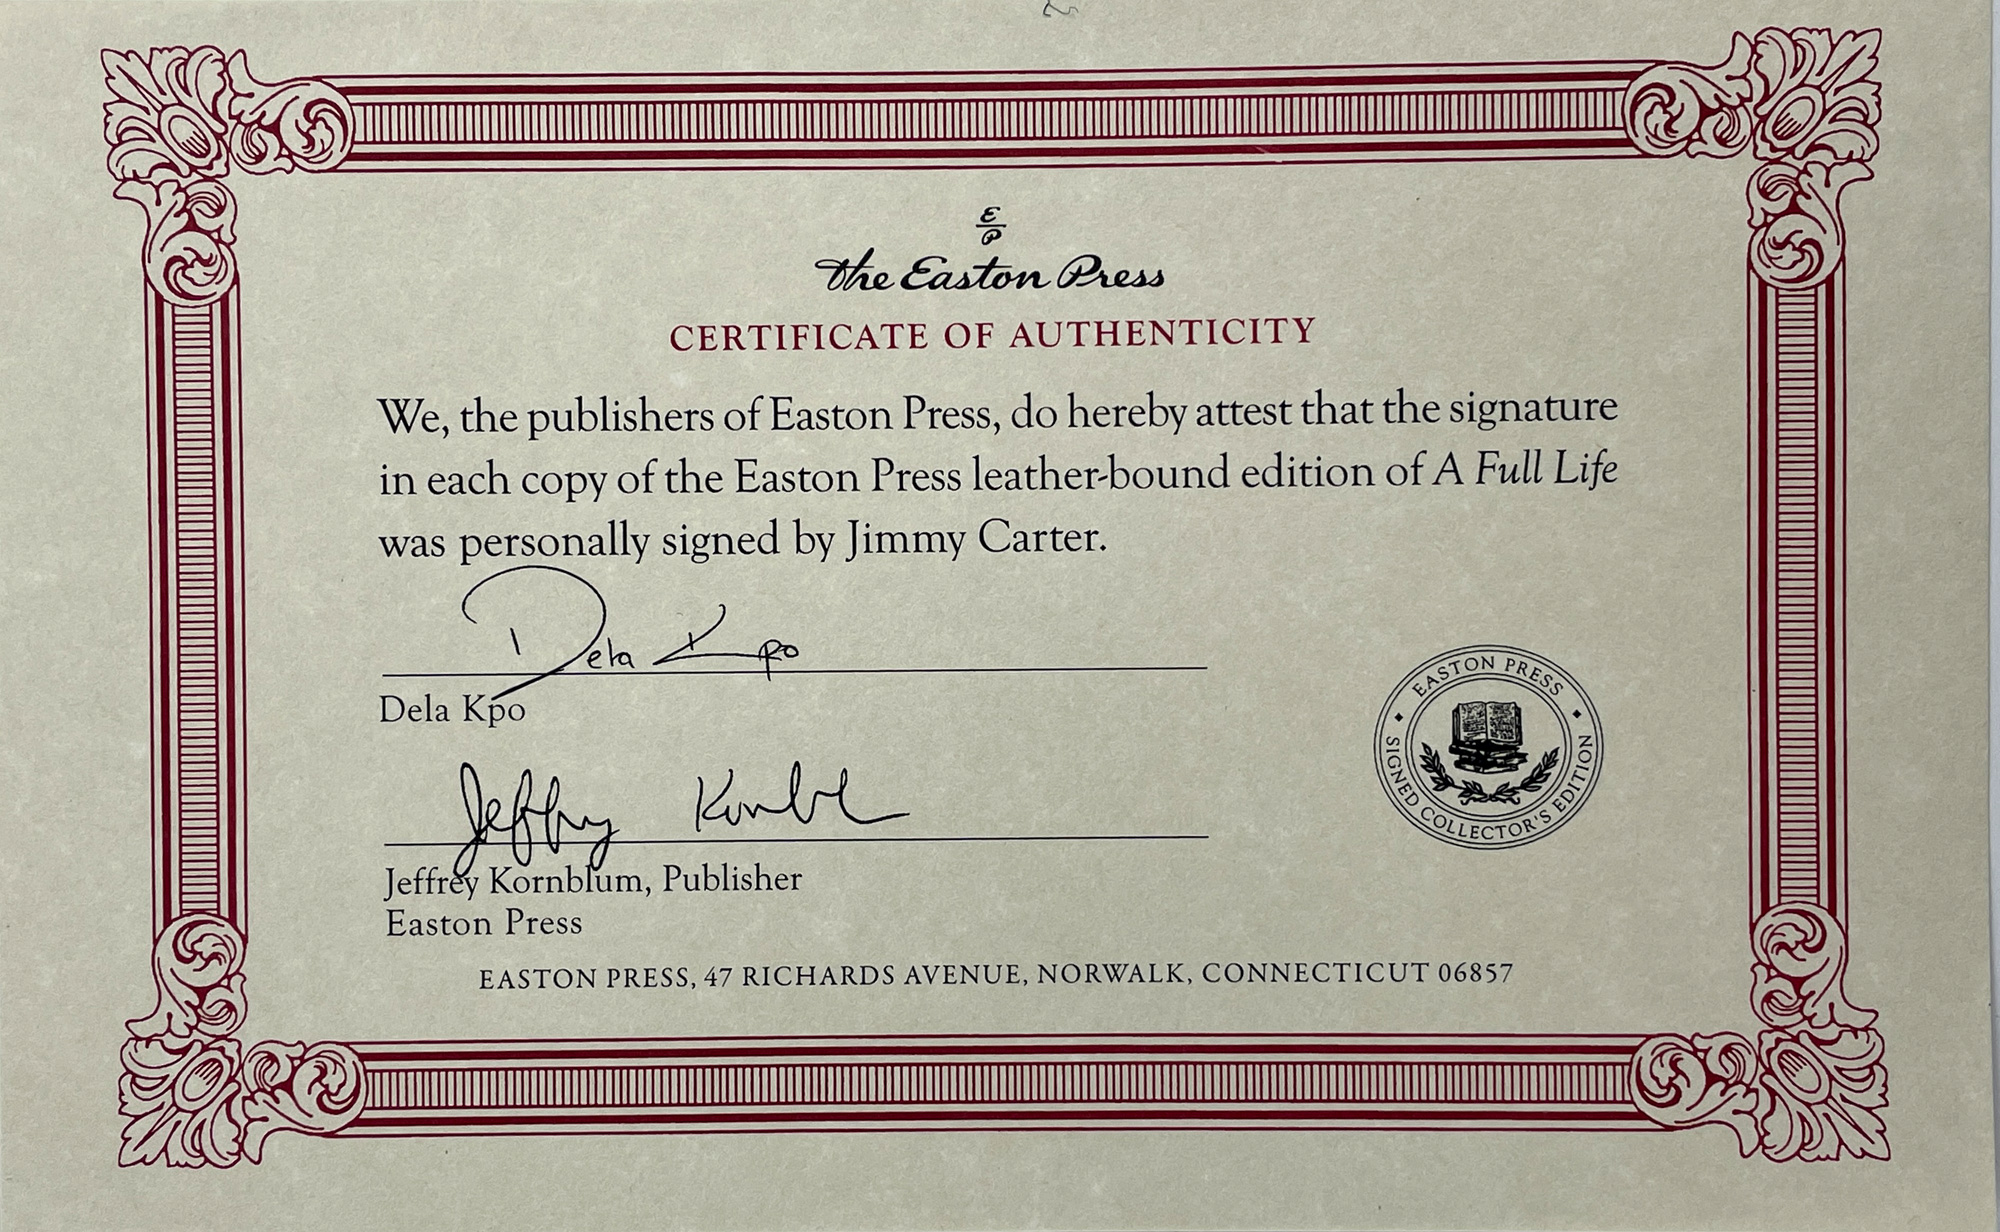 E
P
the Easton Press
CERTIFICATE OF AUTHENTICITY
We, the publishers of Easton Press, do hereby attest that the signature
in each copy of the Easton Press leather-bound edition of A Full Life
was personally signed by Jimmy Carter.
Dela Kpo
Dela Kpo
Jeffrey Kornblum
Jeffrey Kornblum, Publisher
Easton Press
EASTON PRESS
SIGNED COLLECTOR'S EDITION
EASTON PRESS, 47 RICHARDS AVENUE, NORWALK, CONNECTICUT 06857